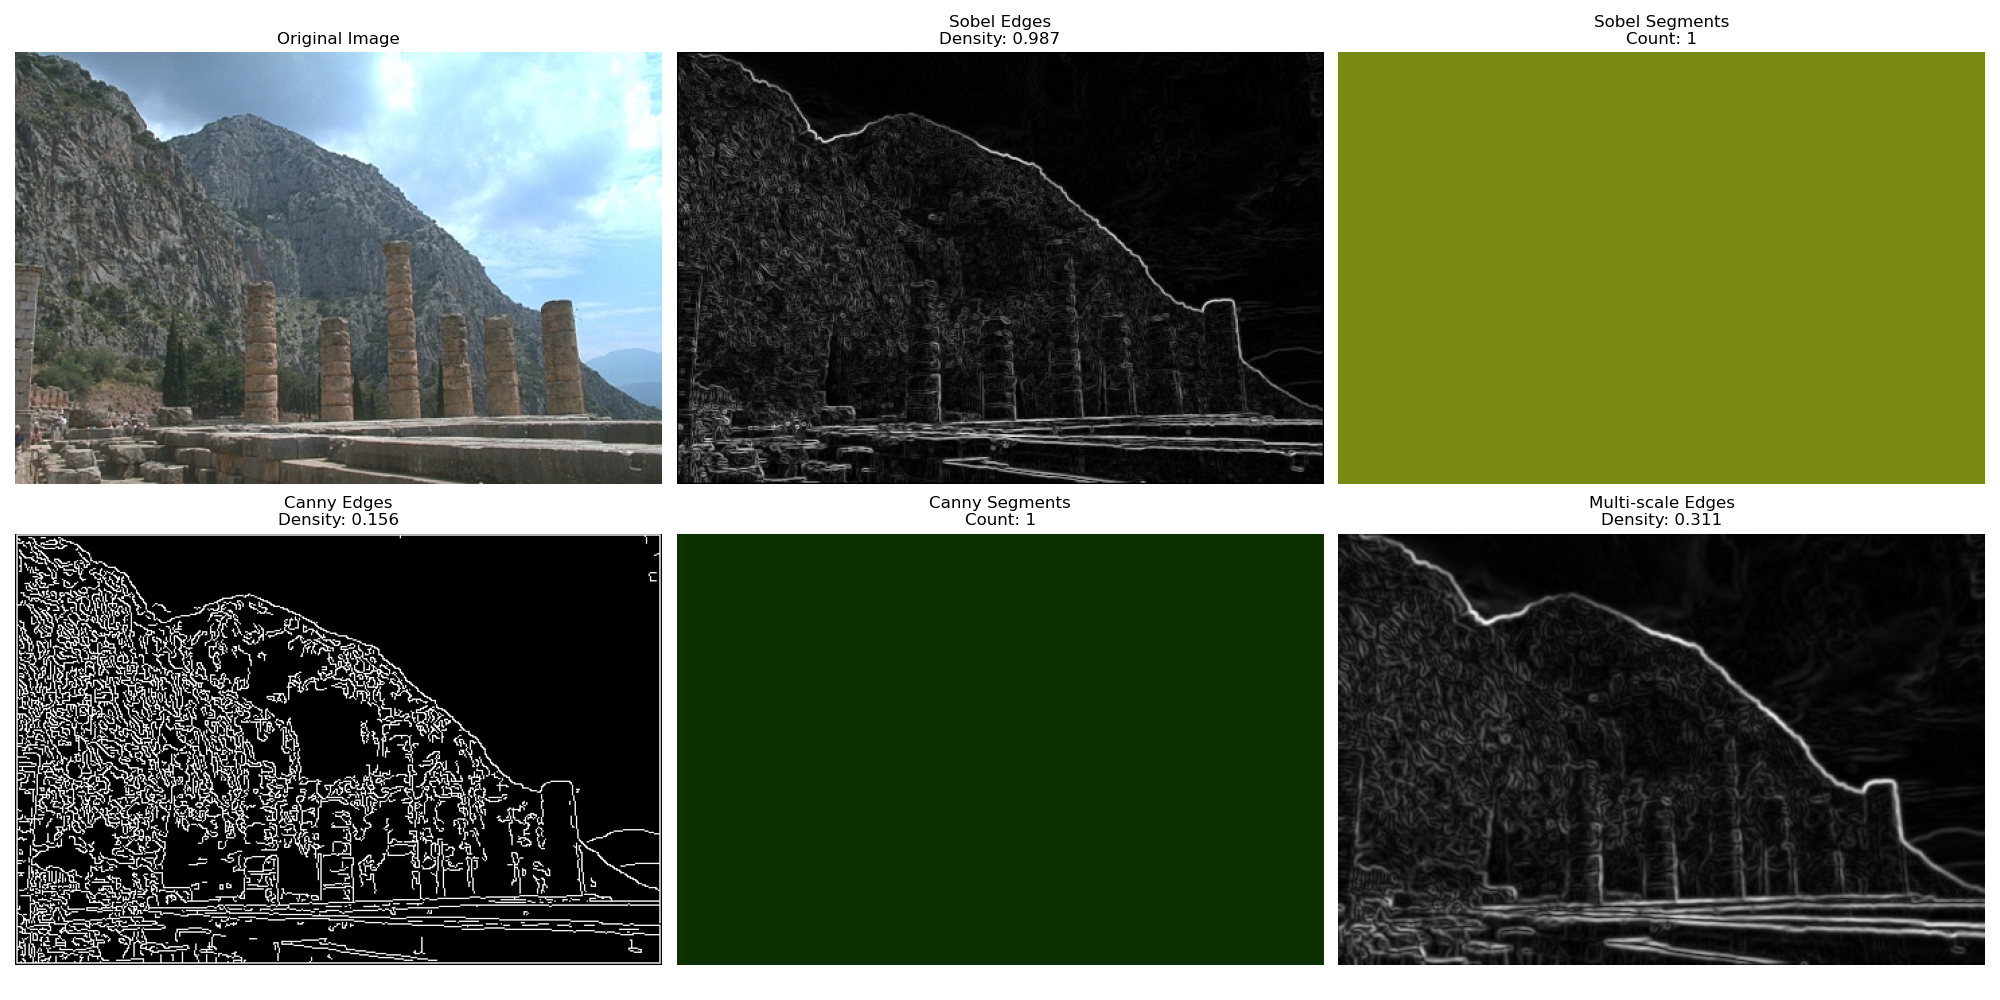 Original Image
Sobel Edges
Density: 0.987
Sobel Segments
Count: 1
Canny Edges
Density: 0.156
Canny Segments
Count: 1
Multi-scale Edges
Density: 0.311